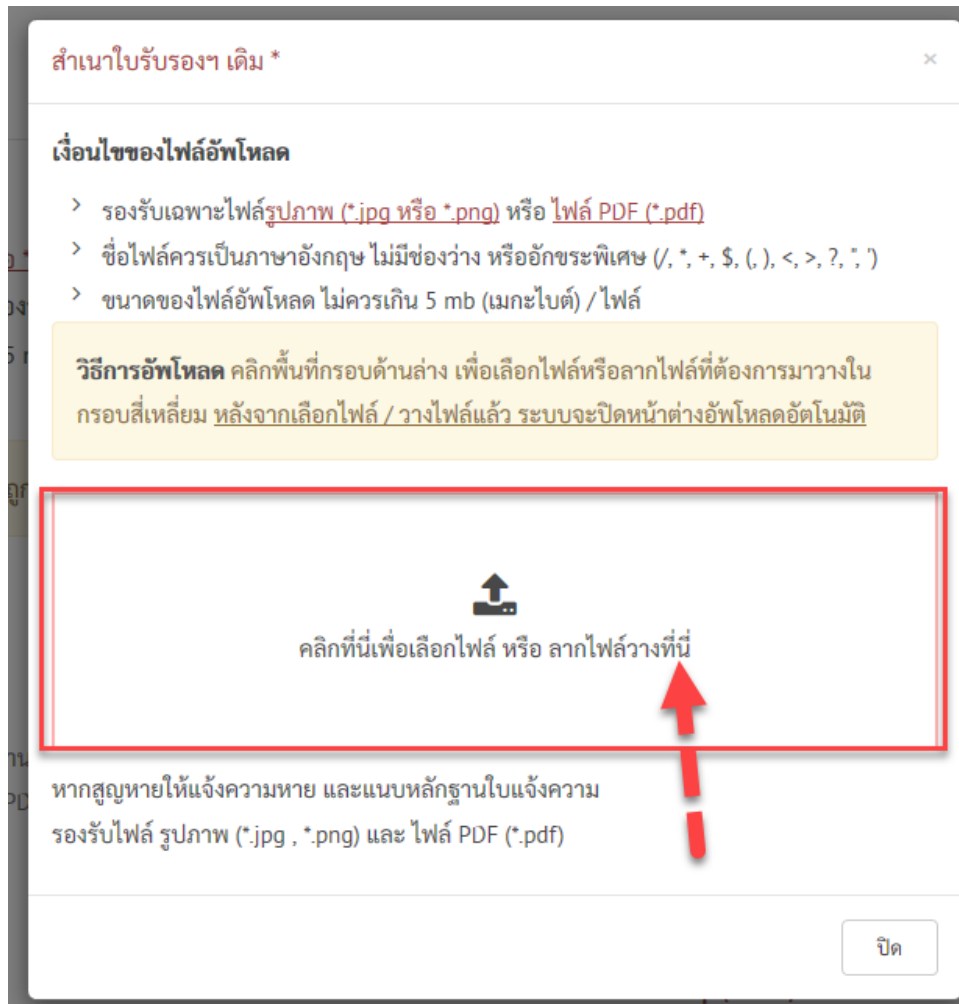 สำเนาใบรับรองฯ เดิม *
×
เงื่อนไขของไฟล์อัพโหลด
รองรับเฉพาะไฟล์รูปภาพ (*.jpg หรือ *.png) หรือ ไฟล์ PDF (*.pdf)
ชื่อไฟล์ควรเป็นภาษาอังกฤษ ไม่มีช่องว่าง หรืออักขระพิเศษ (/, *, +, $, (, ), <, >, ?, ", ')
ขนาดของไฟล์อัพโหลด ไม่ควรเกิน 5 mb (เมกะไบต์) / ไฟล์
วิธีการอัพโหลด คลิกพื้นที่กรอบด้านล่าง เพื่อเลือกไฟล์หรือลากไฟล์ที่ต้องการมาวางใน
กรอบสี่เหลี่ยม หลังจากเลือกไฟล์ / วางไฟล์แล้ว ระบบจะปิดหน้าต่างอัพโหลดอัตโนมัติ
คลิกที่นี่เพื่อเลือกไฟล์ หรือ ลากไฟล์วางที่นี่
หากสูญหายให้แจ้งความหาย และแนบหลักฐานใบแจ้งความ
รองรับไฟล์ รูปภาพ (*.jpg , *.png) และ ไฟล์ PDF (*.pdf)
ปิด